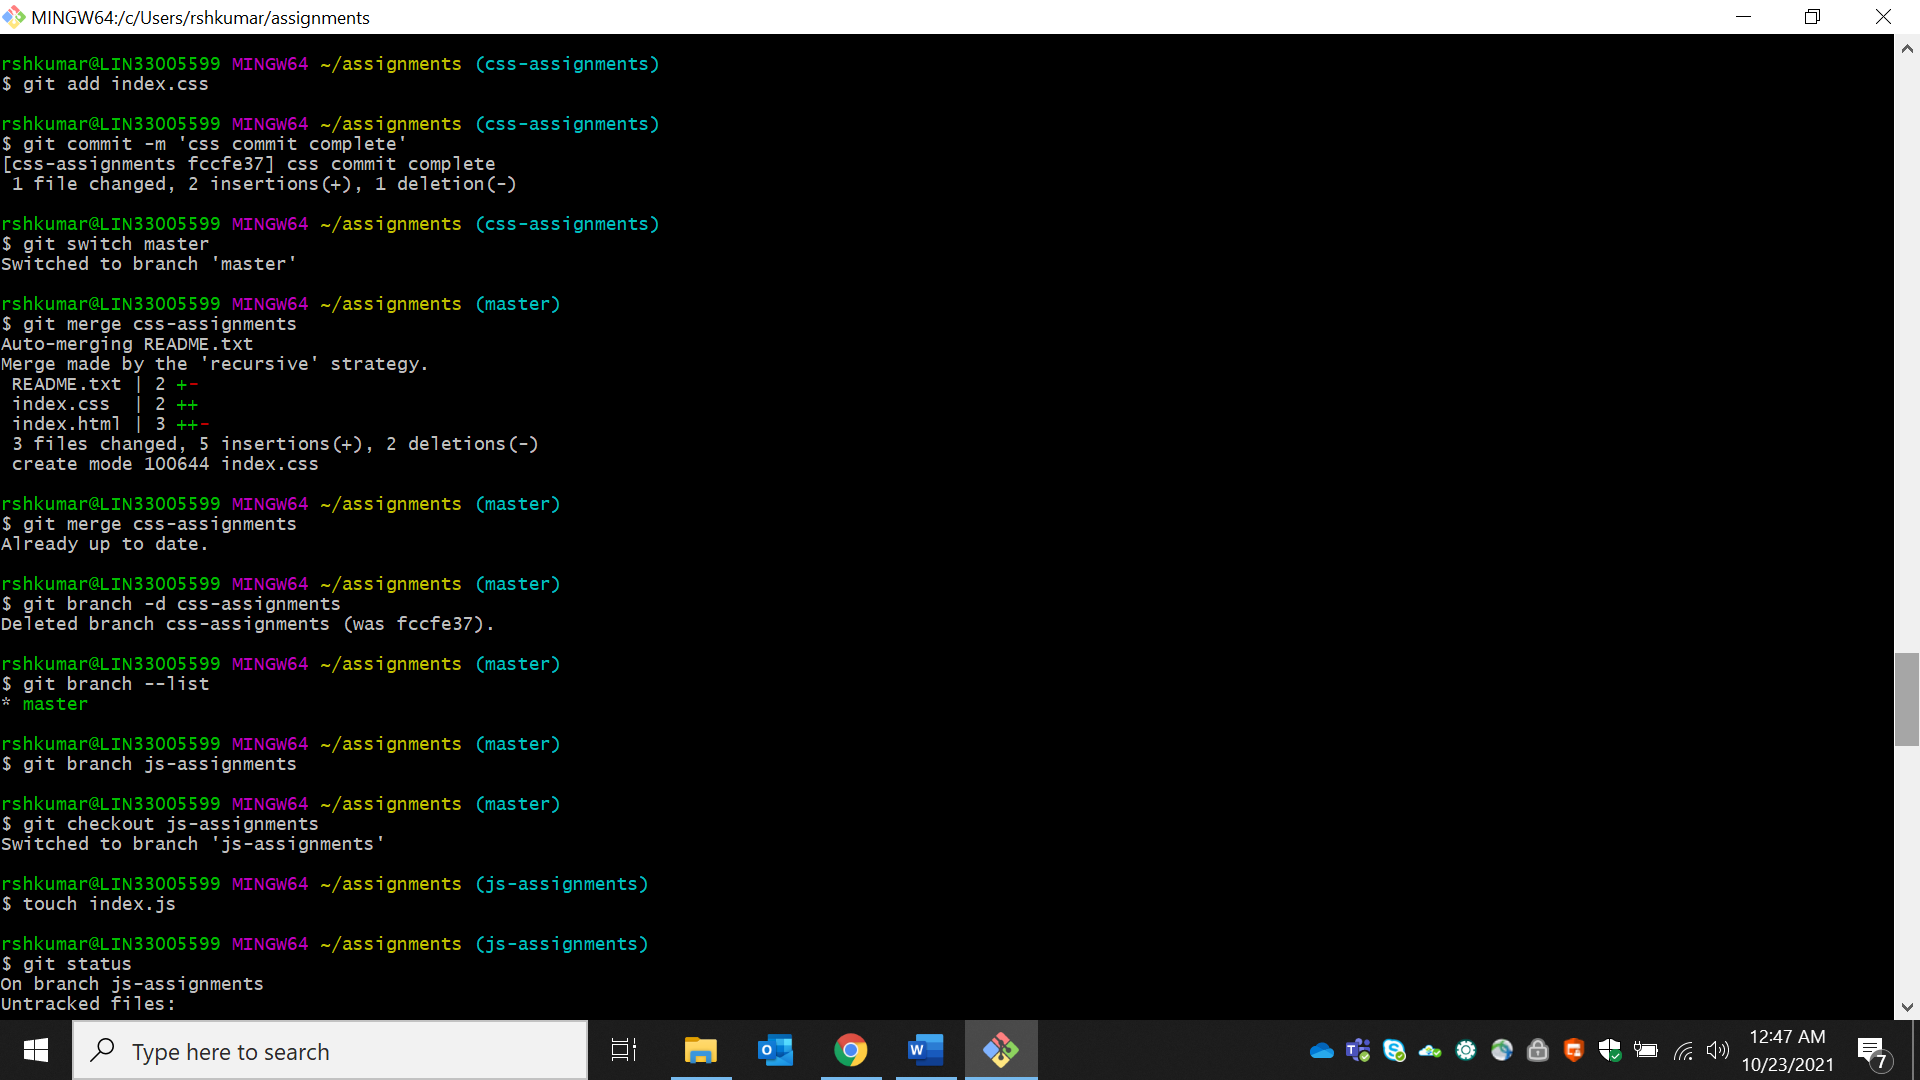 MINGW64:/c/Users/rshkumar/assignments
rshkumar@LIN33005599 MINGW64 ~/assignments (css-assignments)
$ git add index.css
rshkumar@LIN33005599 MINGW64 ~/assignments (css-assignments)
$ git commit -m 'css commit complete'
[css-assignments fccfe37] css commit complete
1 file changed, 2 insertions(+), 1 deletion(-)
rshkumar@LIN33005599 MINGW64 ~/assignments (css-assignments)
$ git switch master
Switched to branch 'master'
rshkumar@LIN33005599 MINGW64 ~/assignments (master)
$ git merge css-assignments
Auto-merging README.txt
Merge made by the 'recursive' strategy.
README.txt | 2 +-
index.css  | 2 ++
index.html | 3 ++-
3 files changed, 5 insertions(+), 2 deletions(-)
create mode 100644 index.css
rshkumar@LIN33005599 MINGW64 ~/assignments (master)
$ git merge css-assignments
Already up to date.
rshkumar@LIN33005599 MINGW64 ~/assignments (master)
$ git branch -d css-assignments
Deleted branch css-assignments (was fccfe37).
rshkumar@LIN33005599 MINGW64 ~/assignments (master)
$ git branch --list
* master
rshkumar@LIN33005599 MINGW64 ~/assignments (master)
$ git branch js-assignments
rshkumar@LIN33005599 MINGW64 ~/assignments (master)
$ git checkout js-assignments
Switched to branch 'js-assignments'
rshkumar@LIN33005599 MINGW64 ~/assignments (js-assignments)
$ touch index.js
rshkumar@LIN33005599 MINGW64 ~/assignments (js-assignments)
$ git status
On branch js-assignments
Untracked files:
Type here to search
12:47 AM
10/23/2021
7